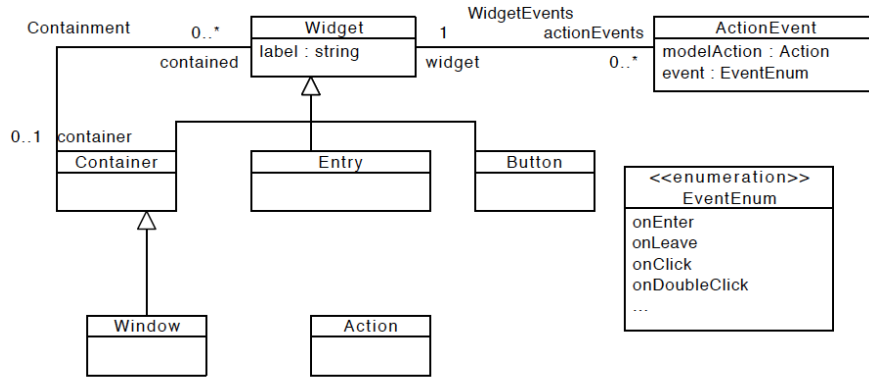 WidgetEvents
Containment
0..*
Widget
1
actionEvents
ActionEvent
label : string
modelAction : Action
contained
widget
0..*
event : EventEnum
0..1 container
Container
Entry
Button
<<enumeration>>
EventEnum
onEnter
onLeave
onClick
onDoubleClick
...
Window
Action